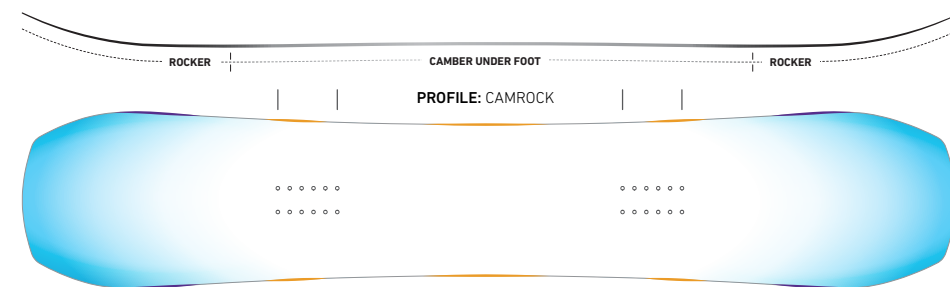 ROCKER CAMBER UNDER FOOT ROCKER
PROFILE: CAMROCK